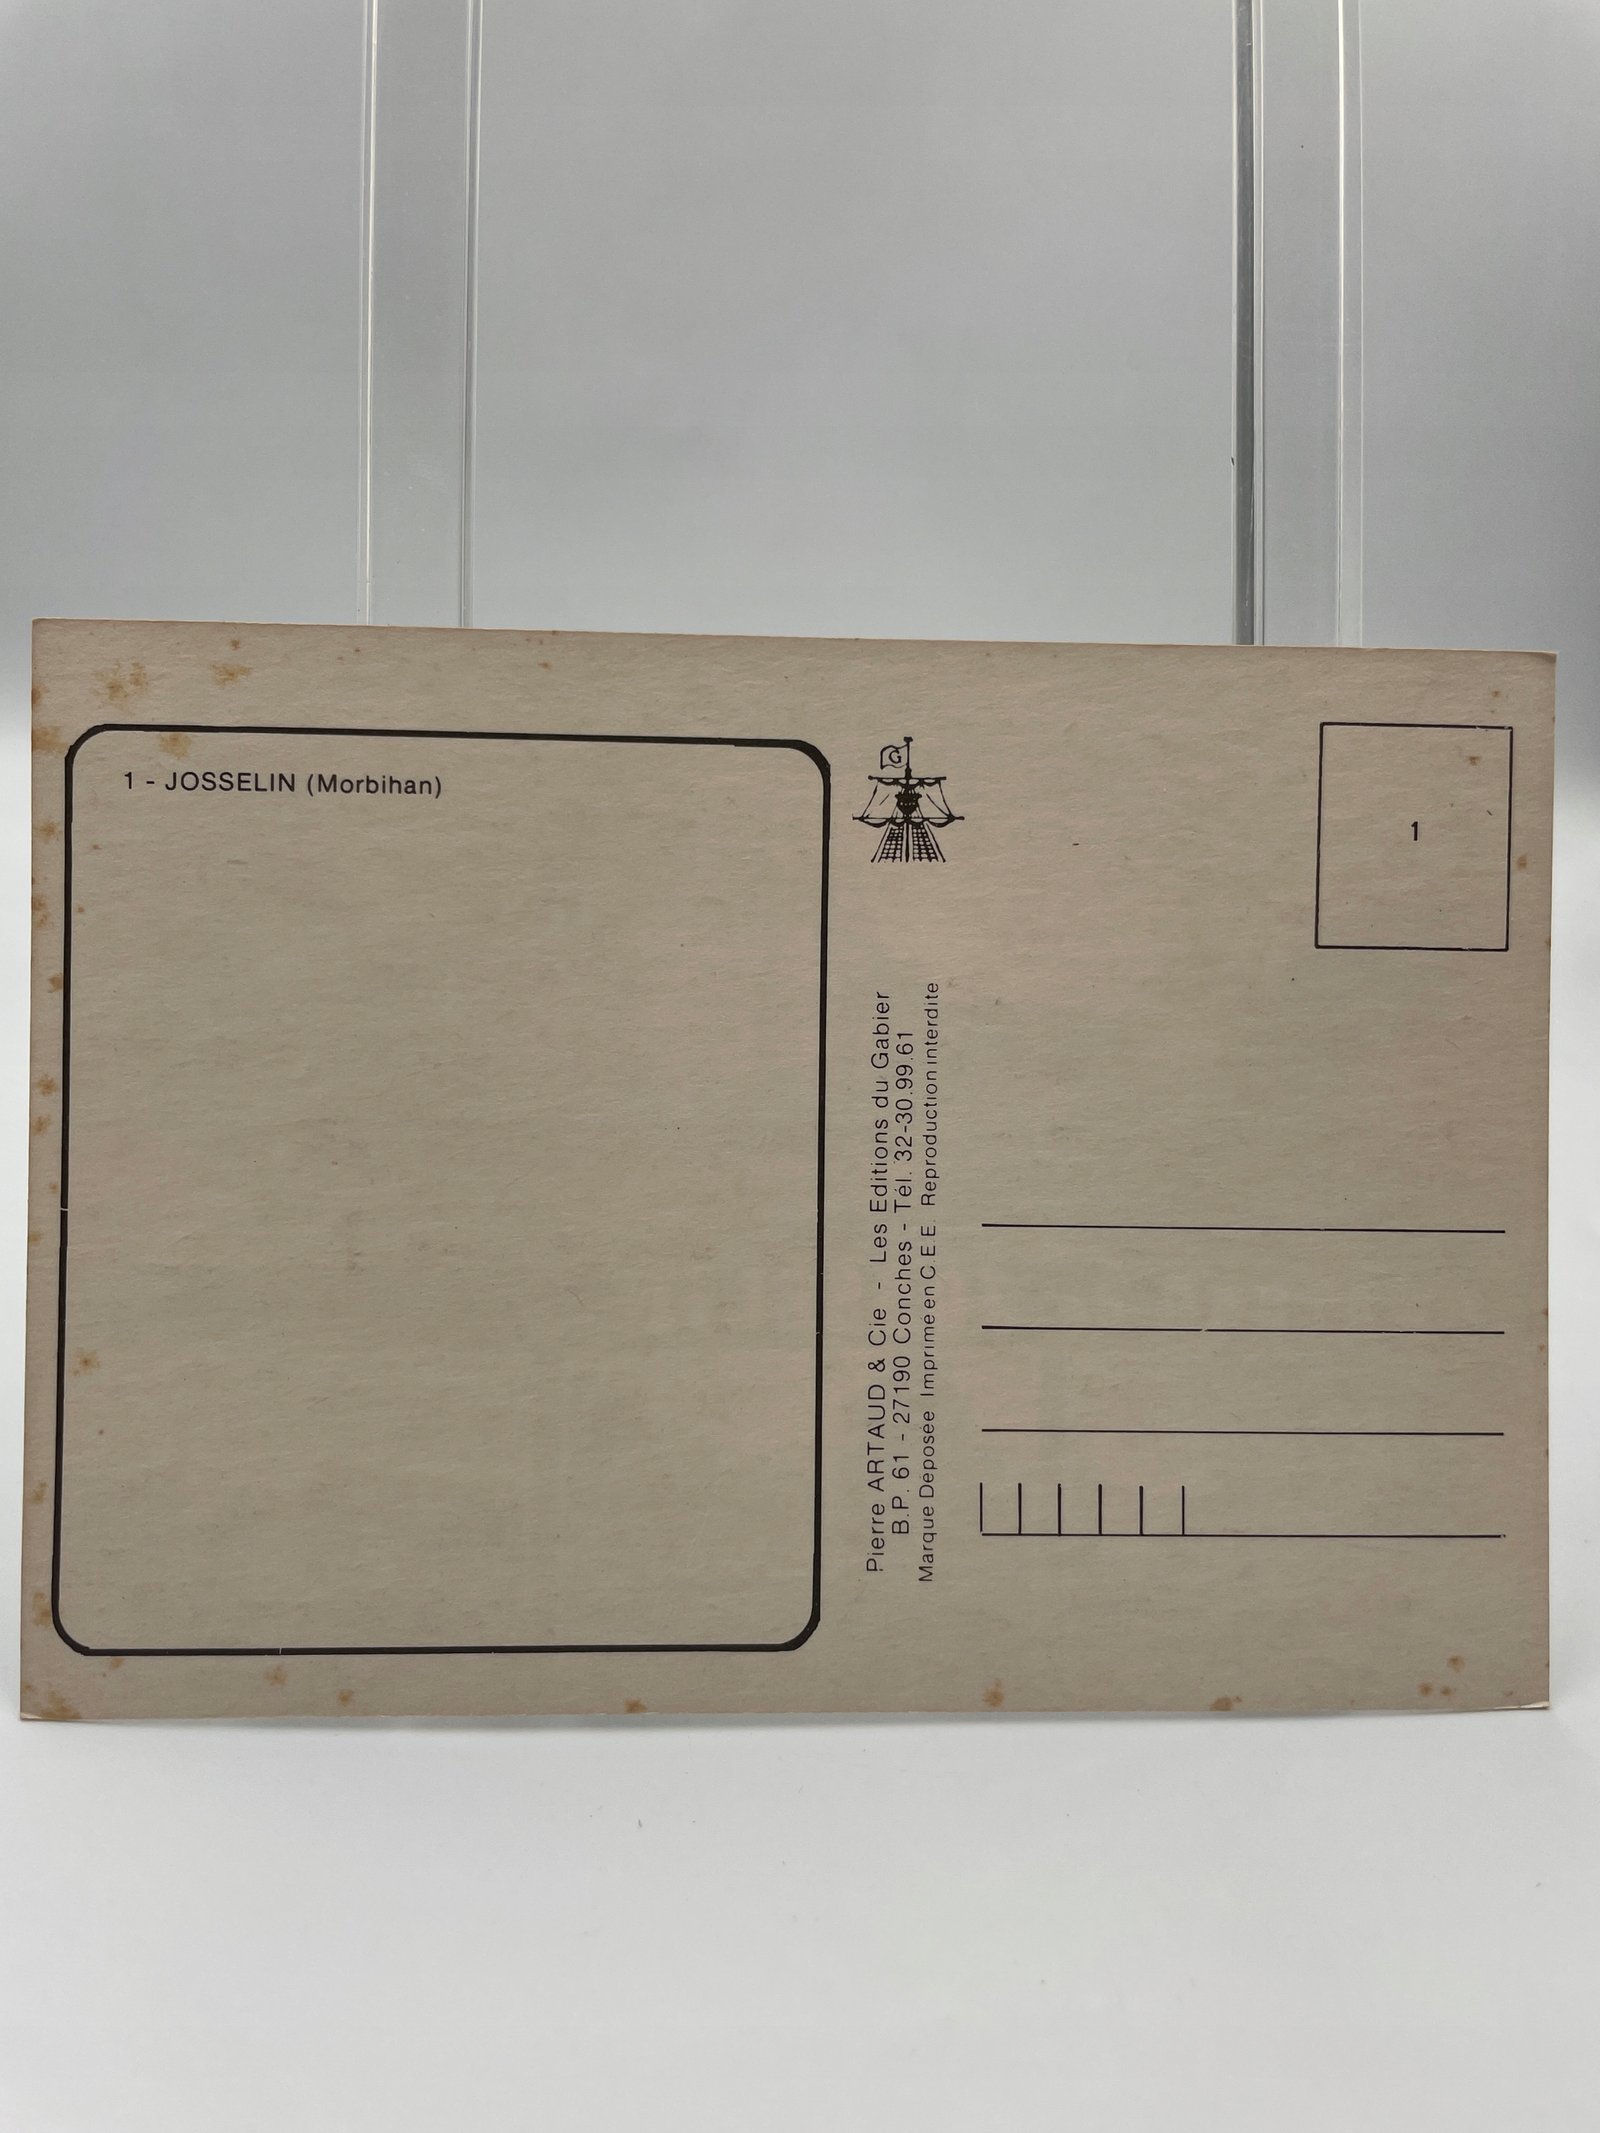 1 - JOSSELIN (Morbihan)
G
Pierre ARTAUD & Cie - Les Editions du Gabier
B.P. 61 - 27190 Conches - Tél. 32-30.99.61
Marque Déposée Imprimé en C.E.E. Reproduction interdite
1